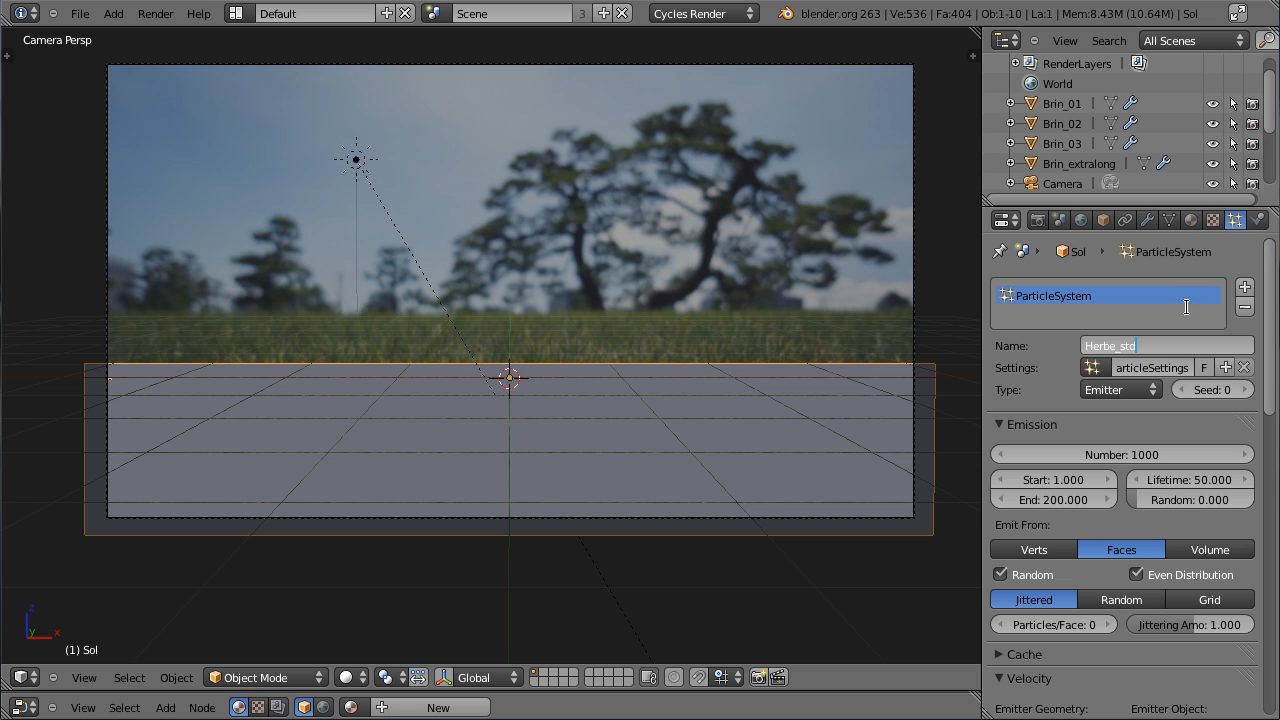 File Add Render Help Default Scene 3 Cycles Render blender.org 263 | Ve:536 | Fa:404 | Ob:1-10 | La:1 | Mem:8.43M (10.64M) | Sol
Camera Persp
View Search All Scenes
RenderLayers
World
Brin_01
Brin_02
Brin_03
Brin_extralong
Camera
Sol ParticleSystem
ParticleSystem
Name: Herbe_std
Settings: articleSettings F
Type: Emitter Seed: 0
Emission
Number: 1000
Start: 1.000 Lifetime: 50.000
End: 200.000 Random: 0.000
Emit From:
Verts Faces Volume
Random Even Distribution
Jittered Random Grid
Particles/Face: 0 Jittering Amo: 1.000
Cache
Velocity
Emitter Geometry: Emitter Object:
z
y x
(1) Sol
View Select Object Object Mode Global
View Select Add Node New